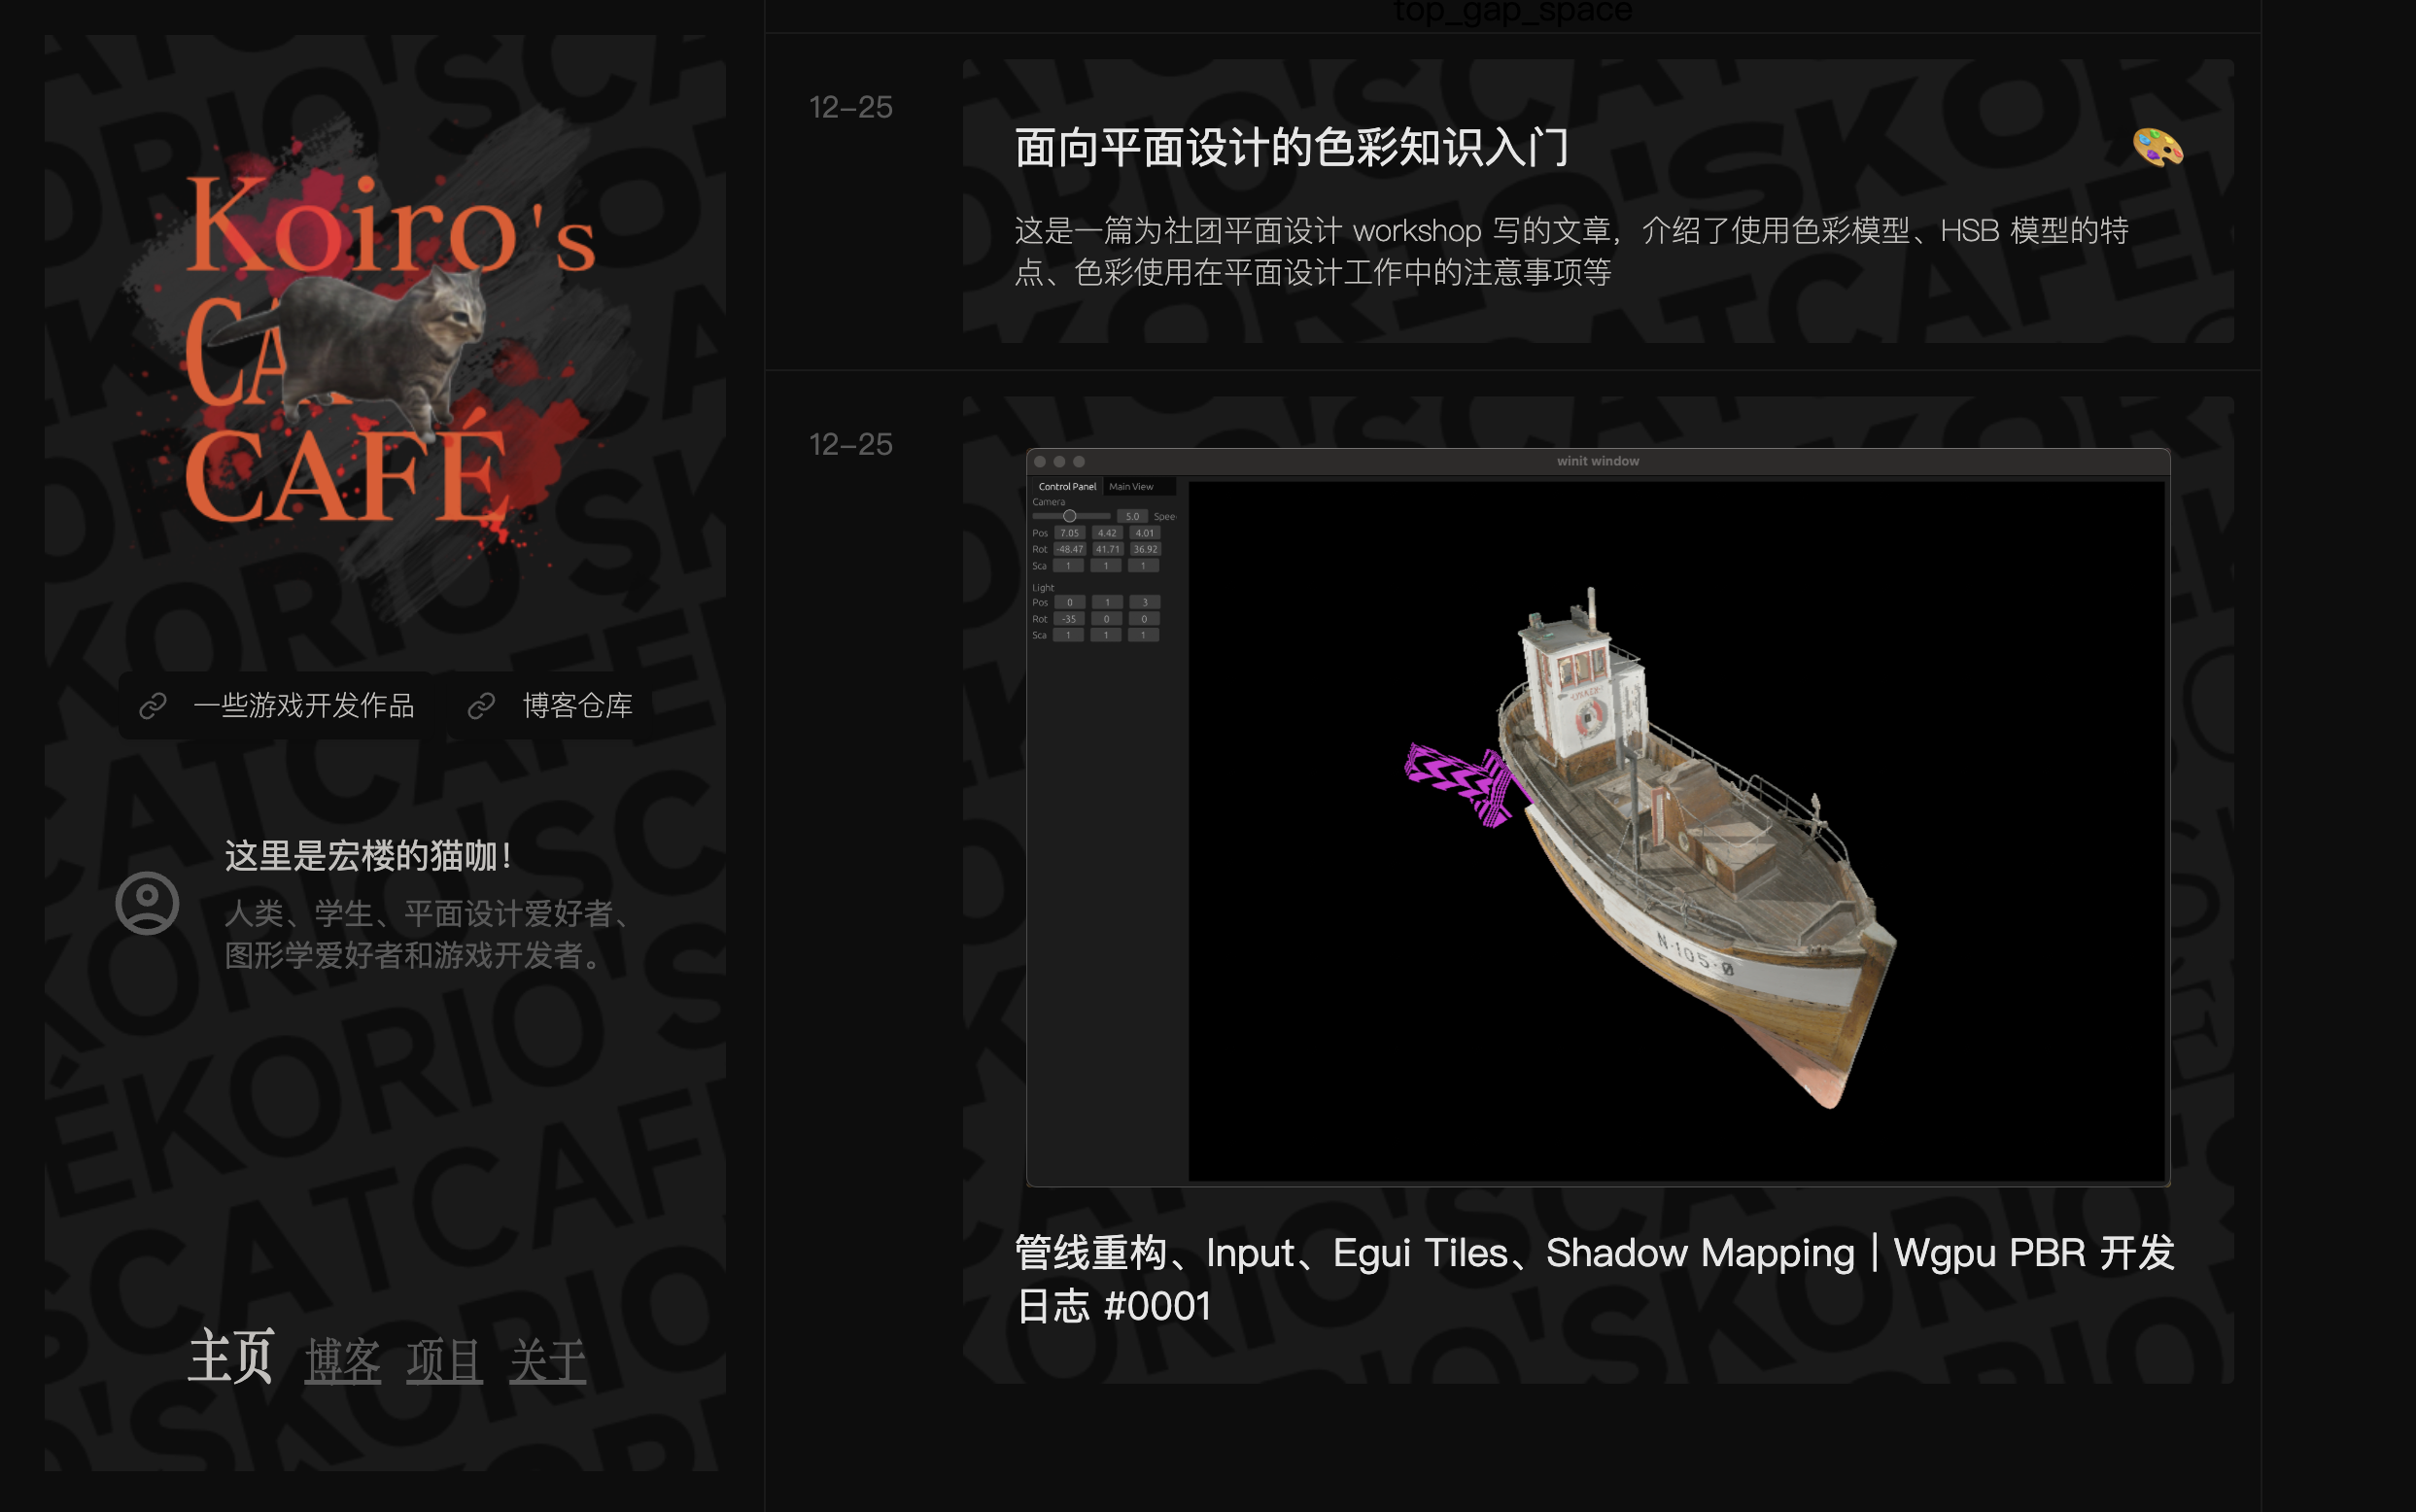 Koiro's
CA
CAFÉ
一些游戏开发作品
博客仓库
这里是宏楼的猫咖！
人类、学生、平面设计爱好者、
图形学爱好者和游戏开发者。
主页 博客 项目 关于
top_gap_space
12-25
面向平面设计的色彩知识入门
这是一篇为社团平面设计 workshop 写的文章，介绍了使用色彩模型、HSB 模型的特
点、色彩使用在平面设计工作中的注意事项等
12-25
winit window
Control Panel Main View
Camera
5.0 Spee
Pos 7.05 4.42 4.01
Rot -48.47 41.71 36.92
Sca 1 1 1
Light
Pos 0 1 3
Rot -35 0 0
Sca 1 1 1
N-105-Ø
管线重构、Input、Egui Tiles、Shadow Mapping | Wgpu PBR 开发
日志 #0001